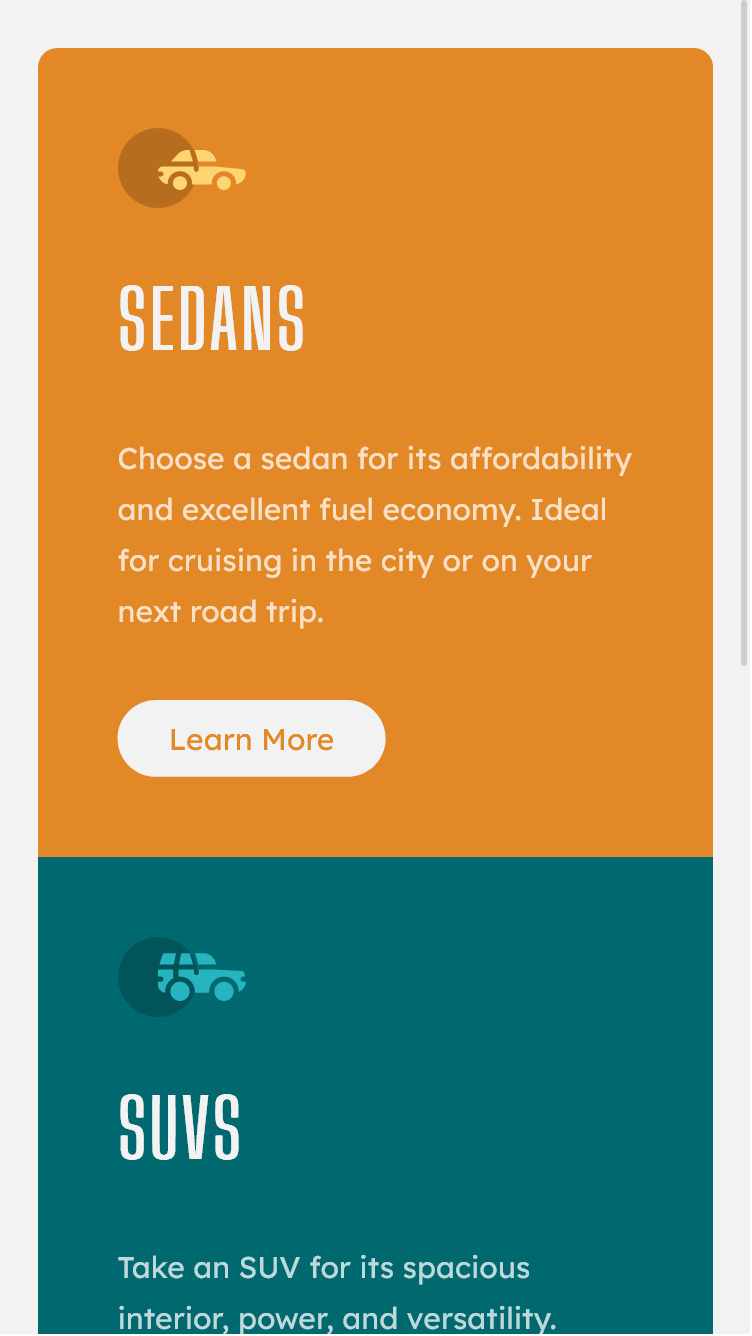 SEDANS
Choose a sedan for its affordability
and excellent fuel economy. Ideal
for cruising in the city or on your
next road trip.
Learn More
SUVS
Take an SUV for its spacious
interior, power, and versatility.